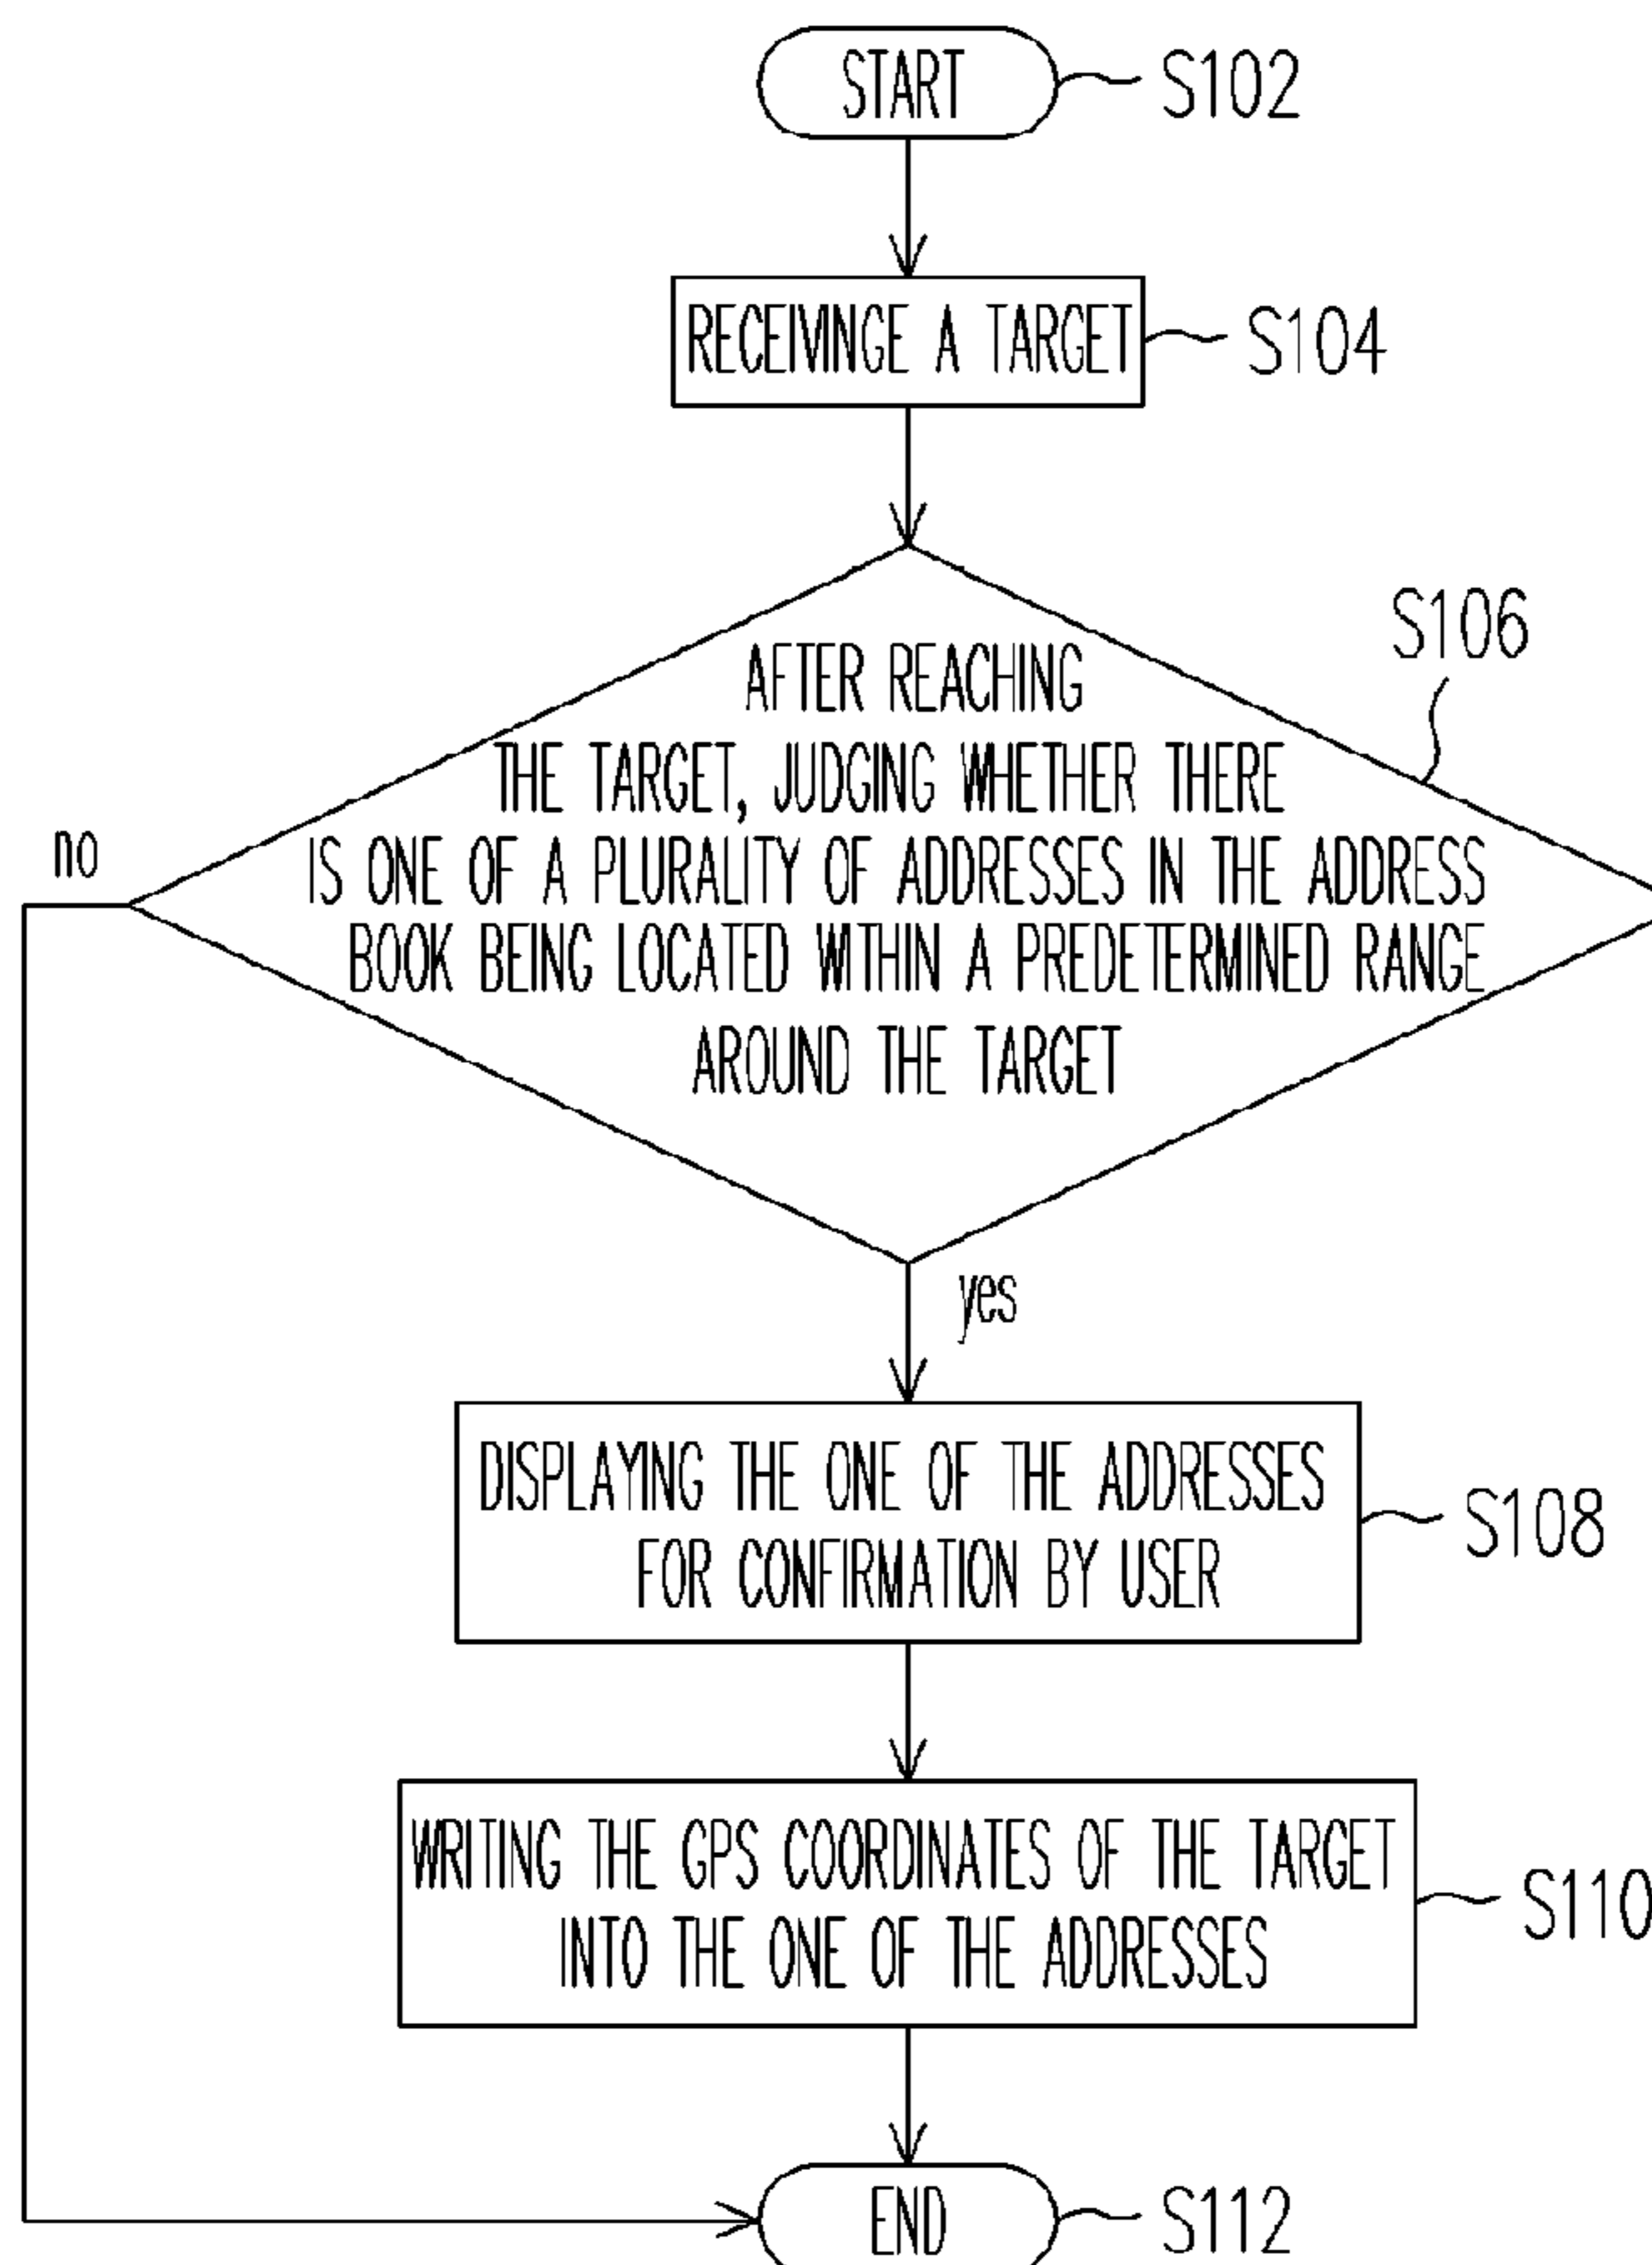 START
S102
RECEIVINGE A TARGET
S104
S106
AFTER REACHING
THE TARGET, JUDGING WHETHER THERE
IS ONE OF A PLURALITY OF ADDRESSES IN THE ADDRESS
BOOK BEING LOCATED WITHIN A PREDETERMINED RANGE
AROUND THE TARGET
no
yes
DISPLAYING THE ONE OF THE ADDRESSES
FOR CONFIRMATION BY USER
S108
WRITING THE GPS COORDINATES OF THE TARGET
INTO THE ONE OF THE ADDRESSES
S110
END
S112